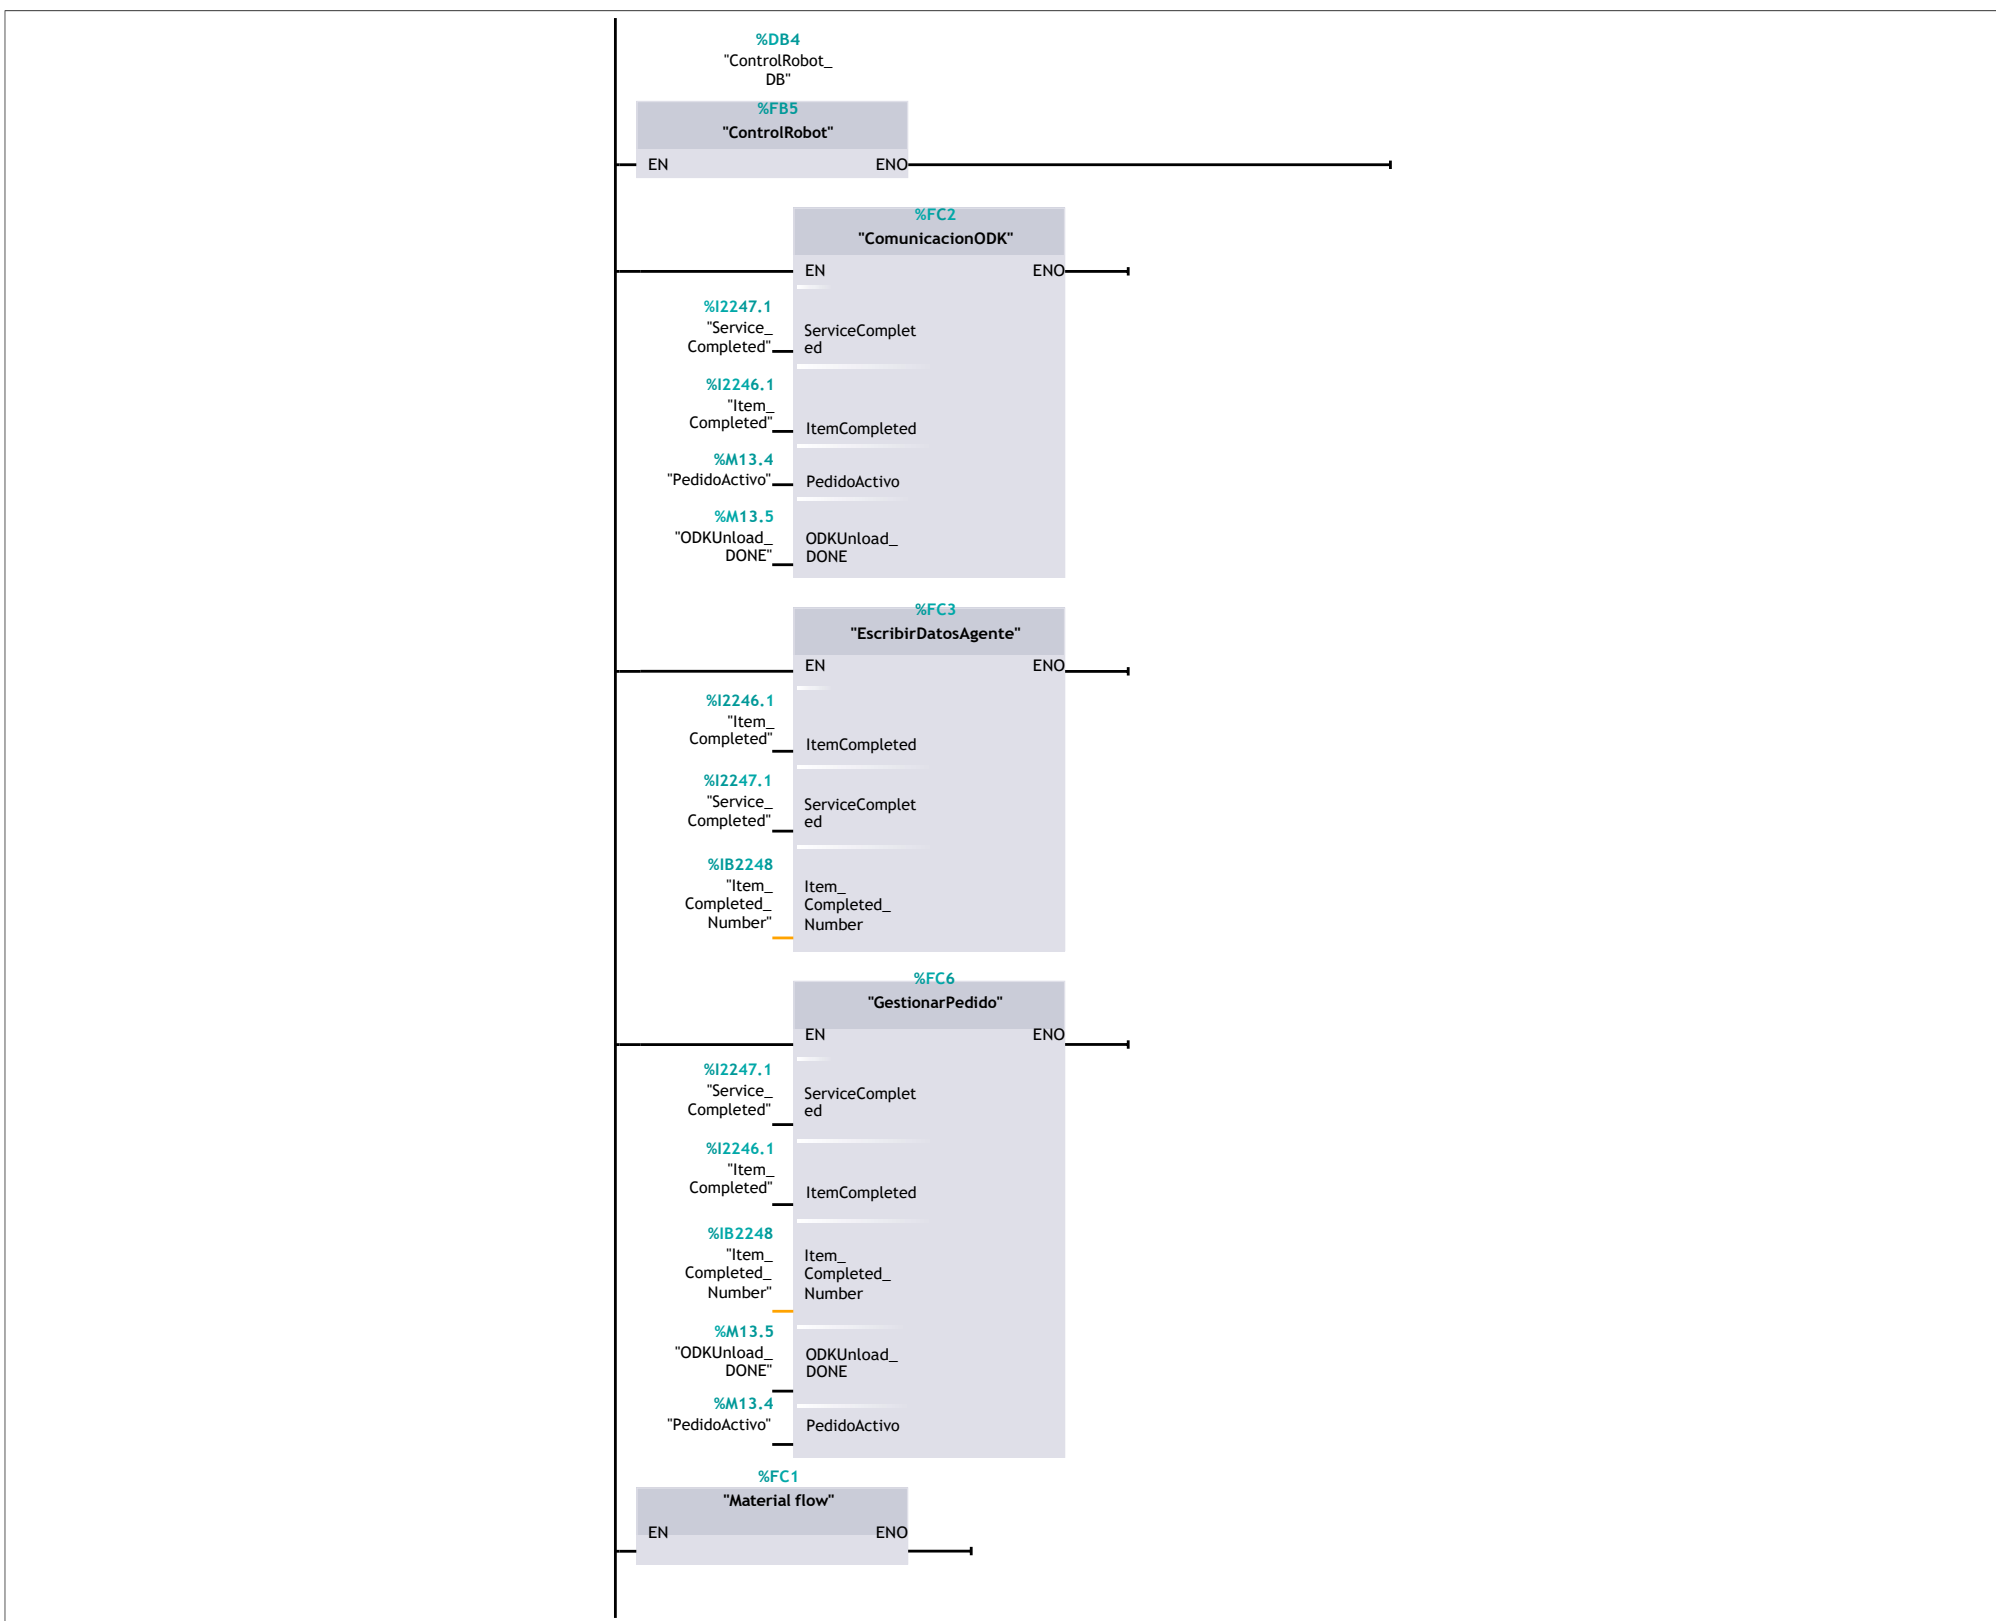 %DB4
"ControlRobot_
DB"
%FB5
"ControlRobot"
EN ENO
%FC2
"ComunicacionODK"
EN ENO
%I2247.1
"Service_
Completed"
ServiceComplet
ed
%I2246.1
"Item_
Completed"
ItemCompleted
%M13.4
"PedidoActivo"
PedidoActivo
%M13.5
"ODKUnload_
DONE"
ODKUnload_
DONE
%FC3
"EscribirDatosAgente"
EN ENO
%I2246.1
"Item_
Completed"
ItemCompleted
%I2247.1
"Service_
Completed"
ServiceComplet
ed
%IB2248
"Item_
Completed_
Number"
Item_
Completed_
Number
%FC6
"GestionarPedido"
EN ENO
%I2247.1
"Service_
Completed"
ServiceComplet
ed
%I2246.1
"Item_
Completed"
ItemCompleted
%IB2248
"Item_
Completed_
Number"
Item_
Completed_
Number
%M13.5
"ODKUnload_
DONE"
ODKUnload_
DONE
%M13.4
"PedidoActivo"
PedidoActivo
%FC1
"Material flow"
EN ENO